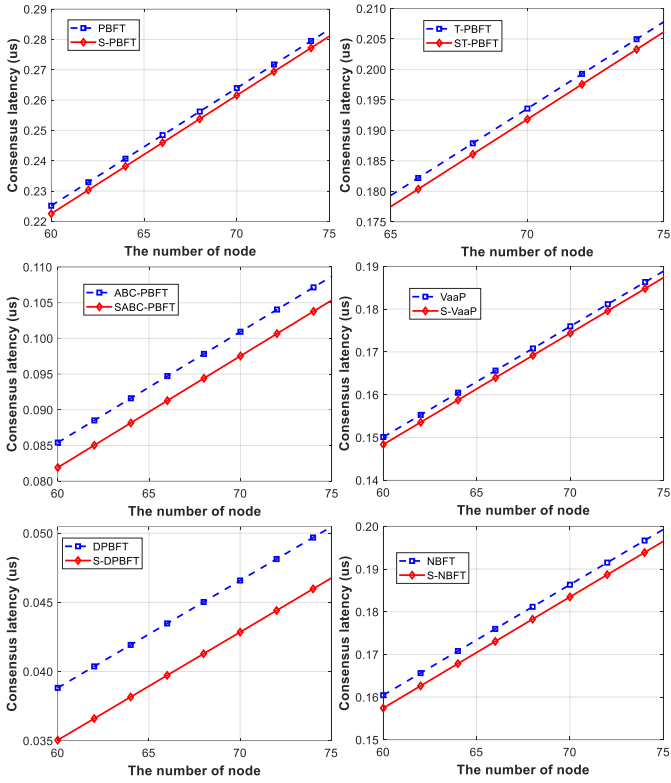 0.29
0.28
0.27
0.26
0.25
0.24
0.23
0.22
Consensus latency (us)
PBFT
S-PBFT
60
65
70
75
The number of node
0.210
0.205
0.200
0.195
0.190
0.185
0.180
0.175
Consensus latency (us)
T-PBFT
ST-PBFT
65
70
75
The number of node
0.110
0.105
0.100
0.095
0.090
0.085
0.080
Consensus latency (us)
ABC-PBFT
SABC-PBFT
60
65
70
75
The number of node
0.19
0.18
0.17
0.16
0.15
0.14
Consensus latency (us)
VaaP
S-VaaP
60
65
70
75
The number of node
0.050
0.045
0.040
0.035
Consensus latency (us)
DPBFT
S-DPBFT
60
65
70
75
The number of node
0.20
0.19
0.18
0.17
0.16
0.15
Consensus latency (us)
NBFT
S-NBFT
60
65
70
75
The number of node